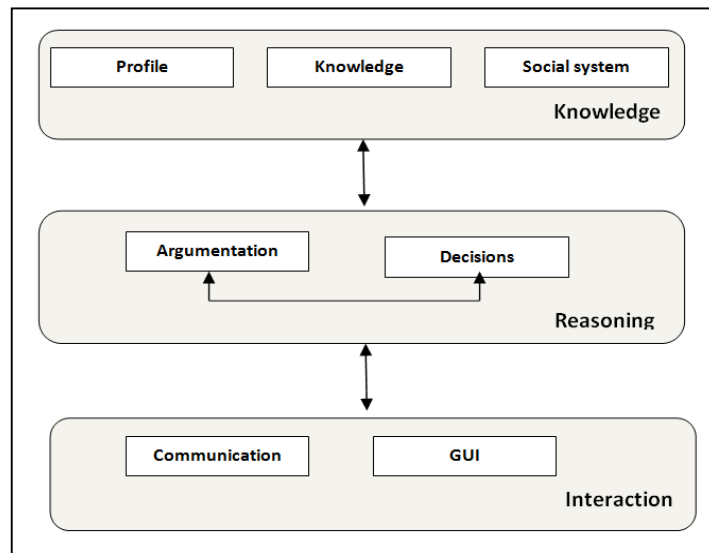 Profile
Knowledge
Social system
Knowledge
Argumentation
Decisions
Reasoning
Communication
GUI
Interaction